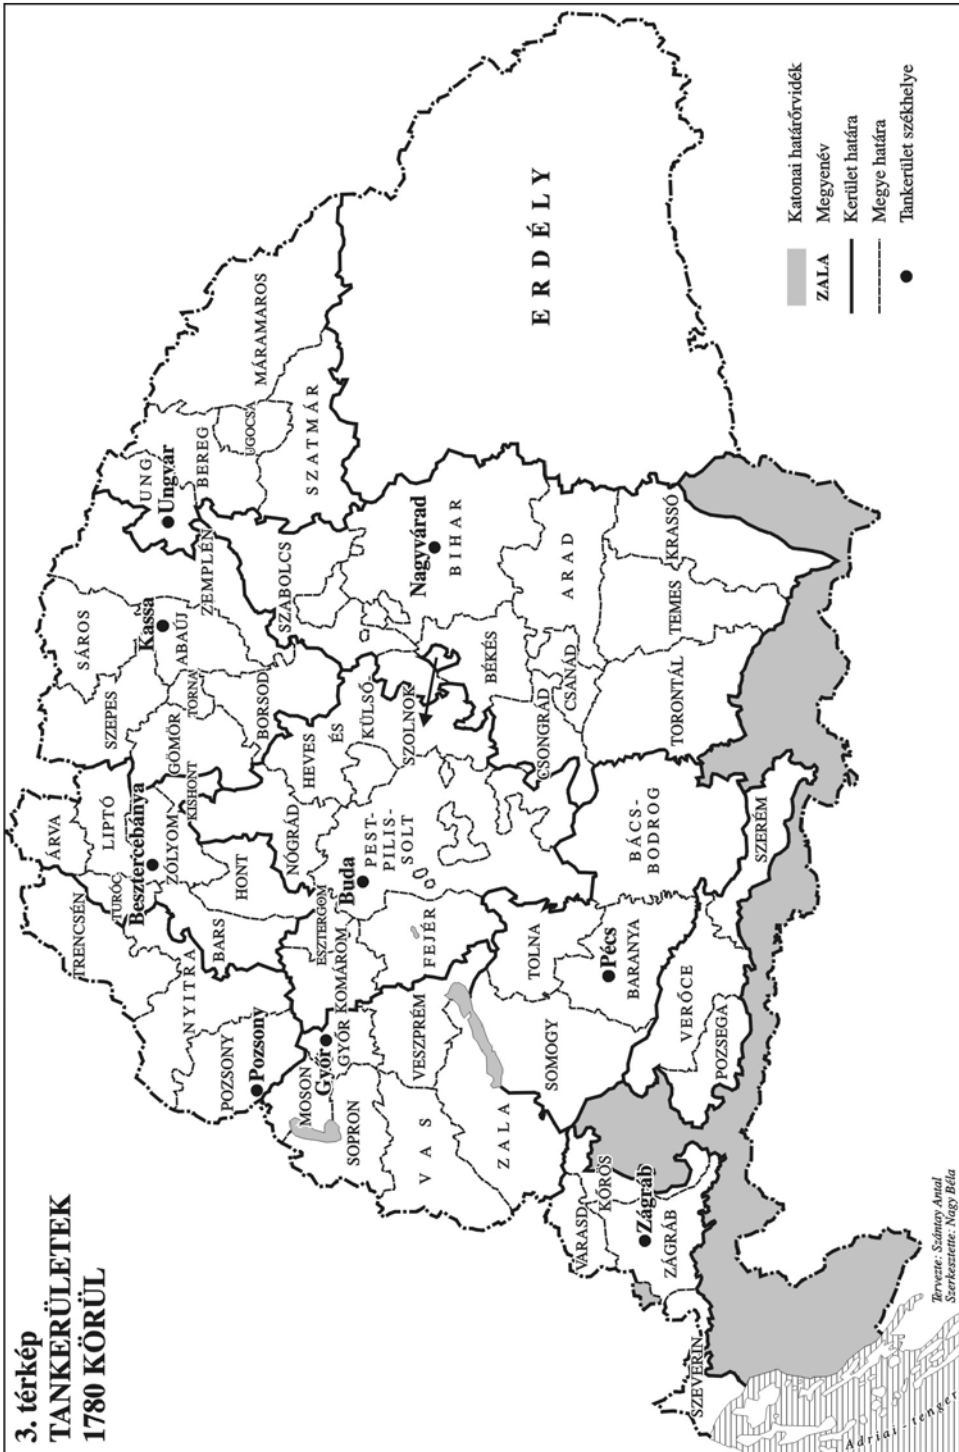 3. térkép
TANKERÜLETEK
1780 KÖRÜL
ÁRVA
TRENCSÉN
LIPTÓ
TURÓC
SZEPES
SÁROS
Besztercebánya
ZÓLYOM
NYITRA
BARS
HONT
KISHONT
GÖMÖR
TORNA
Kassa
ABAÚJ
ZEMPLÉN
UNG
Ungvár
BEREG
UGOCSA
MÁRAMAROS
SZATMÁR
POZSONY
Pozsony
NÓGRÁD
BORSOD
SZABOLCS
MOSON
Győr
GYŐR
KOMÁROM
ESZTERGOM
SOPRON
Buda
PEST-
PILIS-
SOLT
HEVES
ÉS
KÜLSŐ
SZOLNOK
Nagyvárad
BIHAR
VAS
VESZPRÉM
FEJÉR
BÉKÉS
ERDÉLY
ZALA
SOMOGY
TOLNA
CSONGRÁD
CSANÁD
ARAD
Pécs
BARANYA
BÁCS-
BODROG
TORONTÁL
TEMES
KRASSÓ
VARASD
KŐRÖS
Zágráb
ZÁGRÁB
VERŐCE
POZSEGA
SZERÉM
SZEVERIN
Adriai-tenger
Katonai határőrvidék
ZALA Megyenév
Kerület határa
Megye határa
Tankerület székhelye
Tervezte: Szántay Antal
Szerkesztette: Nagy Béla